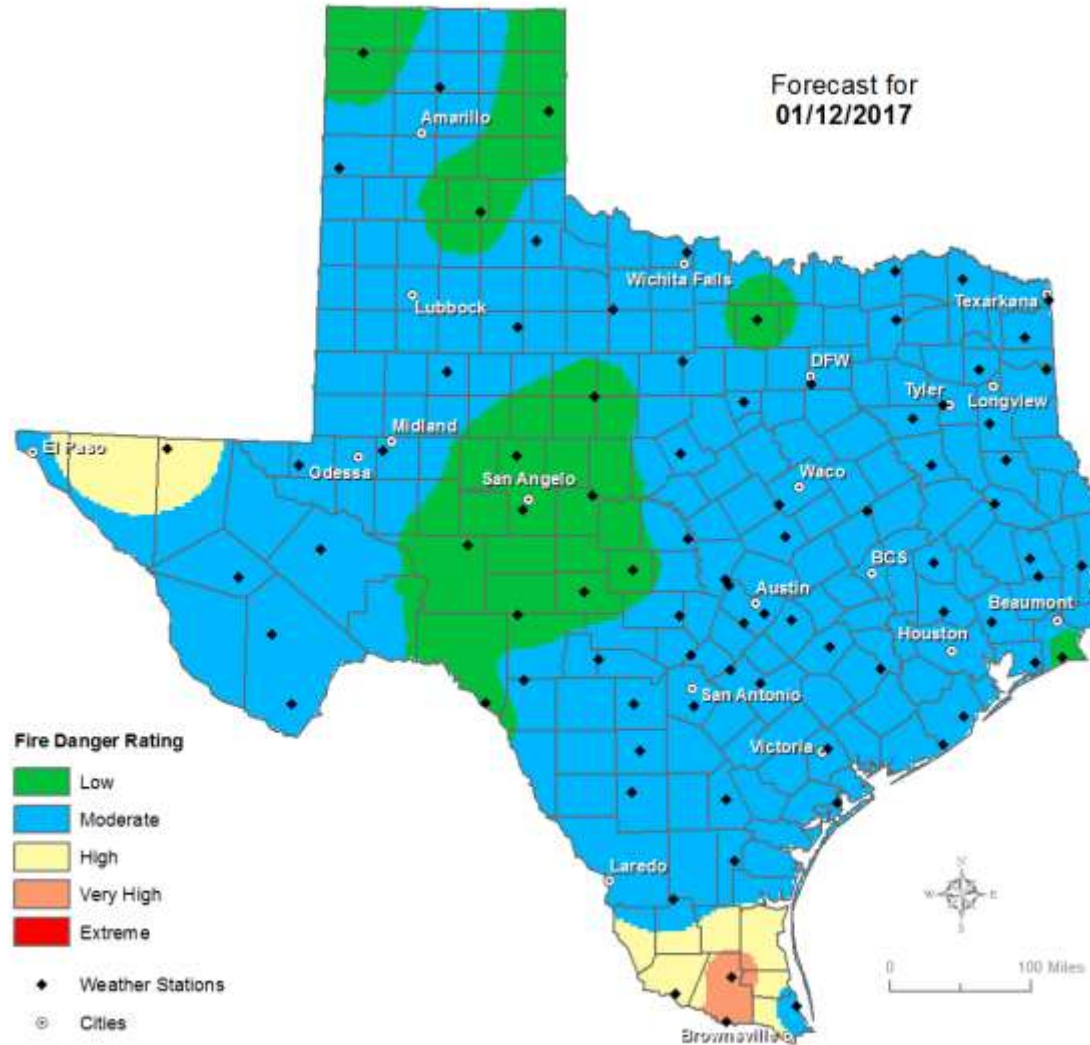 Forecast for
01/12/2017
Amarillo
Wichita Falls
Lubbock
Texarkana
DFW
Tyler
Longview
El Paso
Midland
Odessa
San Angelo
Waco
BCS
Austin
Beaumont
Houston
San Antonio
Victoria
Laredo
Brownsville
Fire Danger Rating
Low
Moderate
High
Very High
Extreme
Weather Stations
Cities
N
W E
S
0 100 Miles